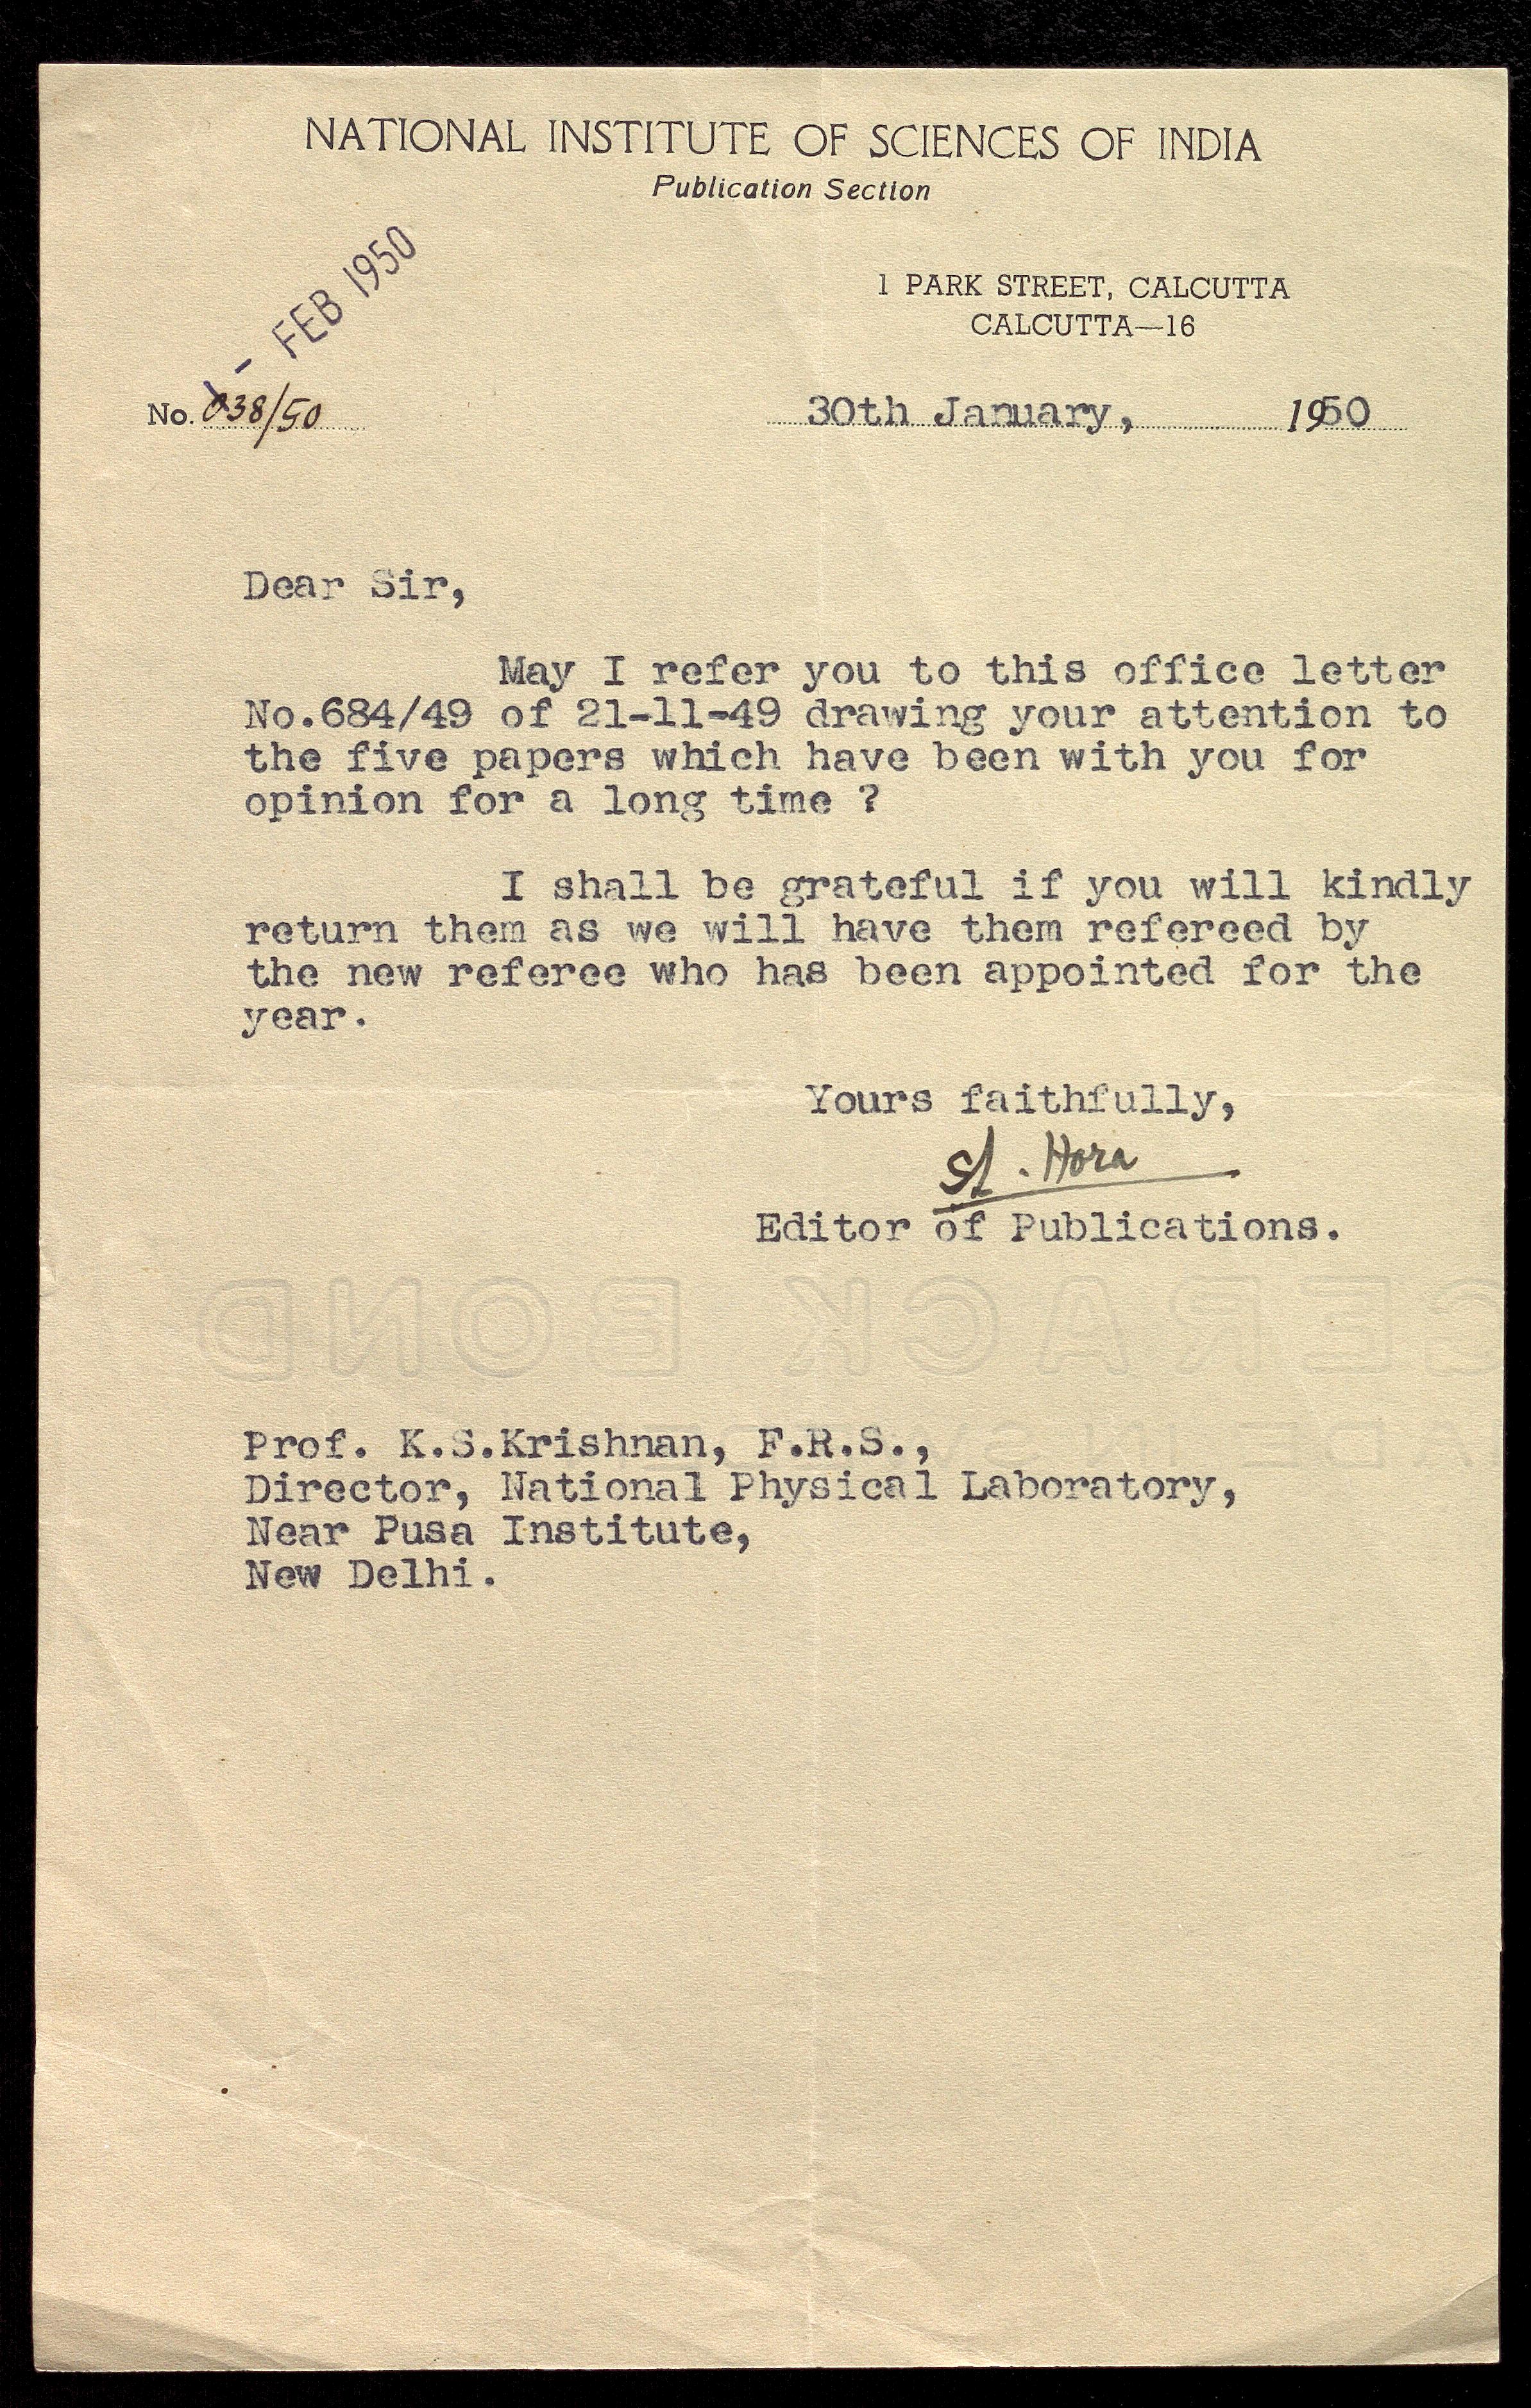 NATIONAL INSTITUTE OF SCIENCES OF INDIA
Publication Section
1 PARK STREET, CALCUTTA
CALCUTTA—16
1 - FEB 1950
No. 038/50
30th January, 1950
Dear Sir,
May I refer you to this office letter
No.684/49 of 21-11-49 drawing your attention to
the five papers which have been with you for
opinion for a long time ?
I shall be grateful if you will kindly
return them as we will have them refereed by
the new referee who has been appointed for the
year.
Yours faithfully,
SL. Hora
Editor of Publications.
CERACK BOND
Prof. K.S.Krishnan, F.R.S.,
Director, National Physical Laboratory,
Near Pusa Institute,
New Delhi.